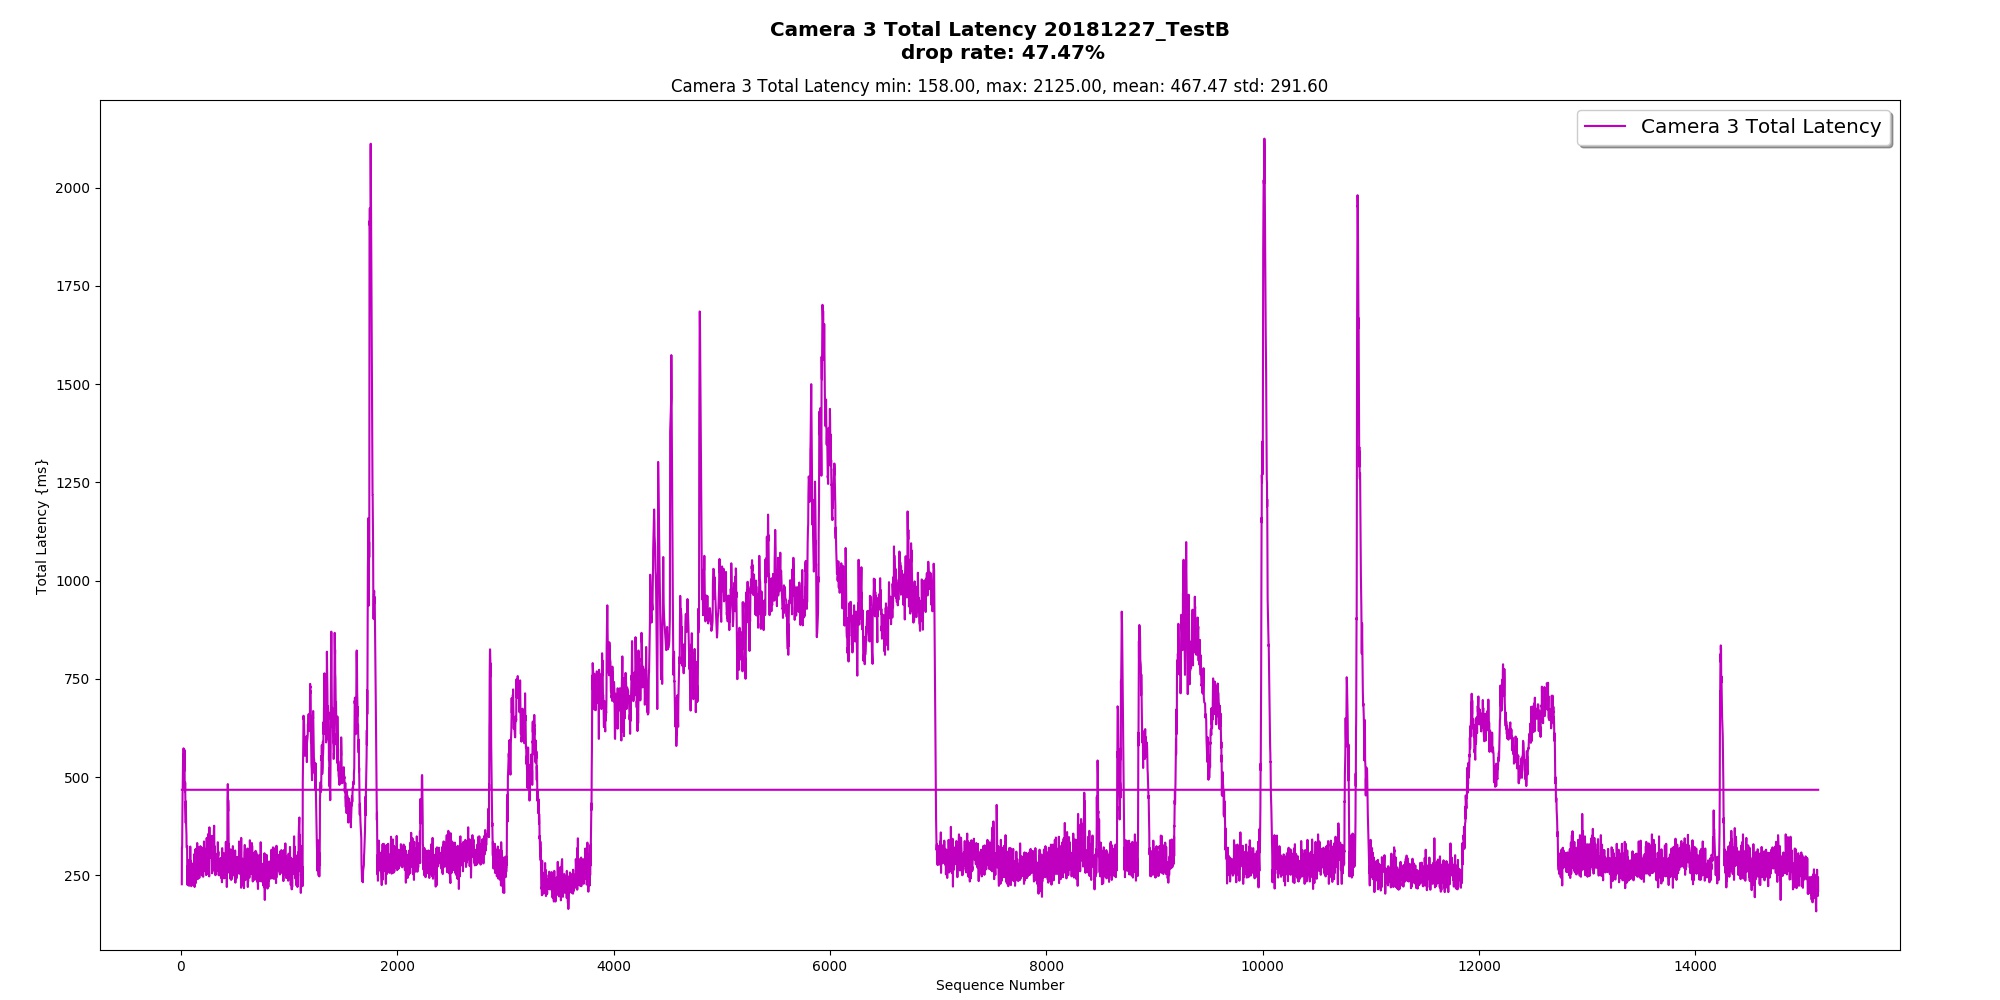 Camera 3 Total Latency 20181227_TestB
drop rate: 47.47%
Camera 3 Total Latency min: 158.00, max: 2125.00, mean: 467.47 std: 291.60
Camera 3 Total Latency
2000
1750
1500
1250
1000
750
500
250
Total Latency {ms}
0 2000 4000 6000 8000 10000 12000 14000
Sequence Number